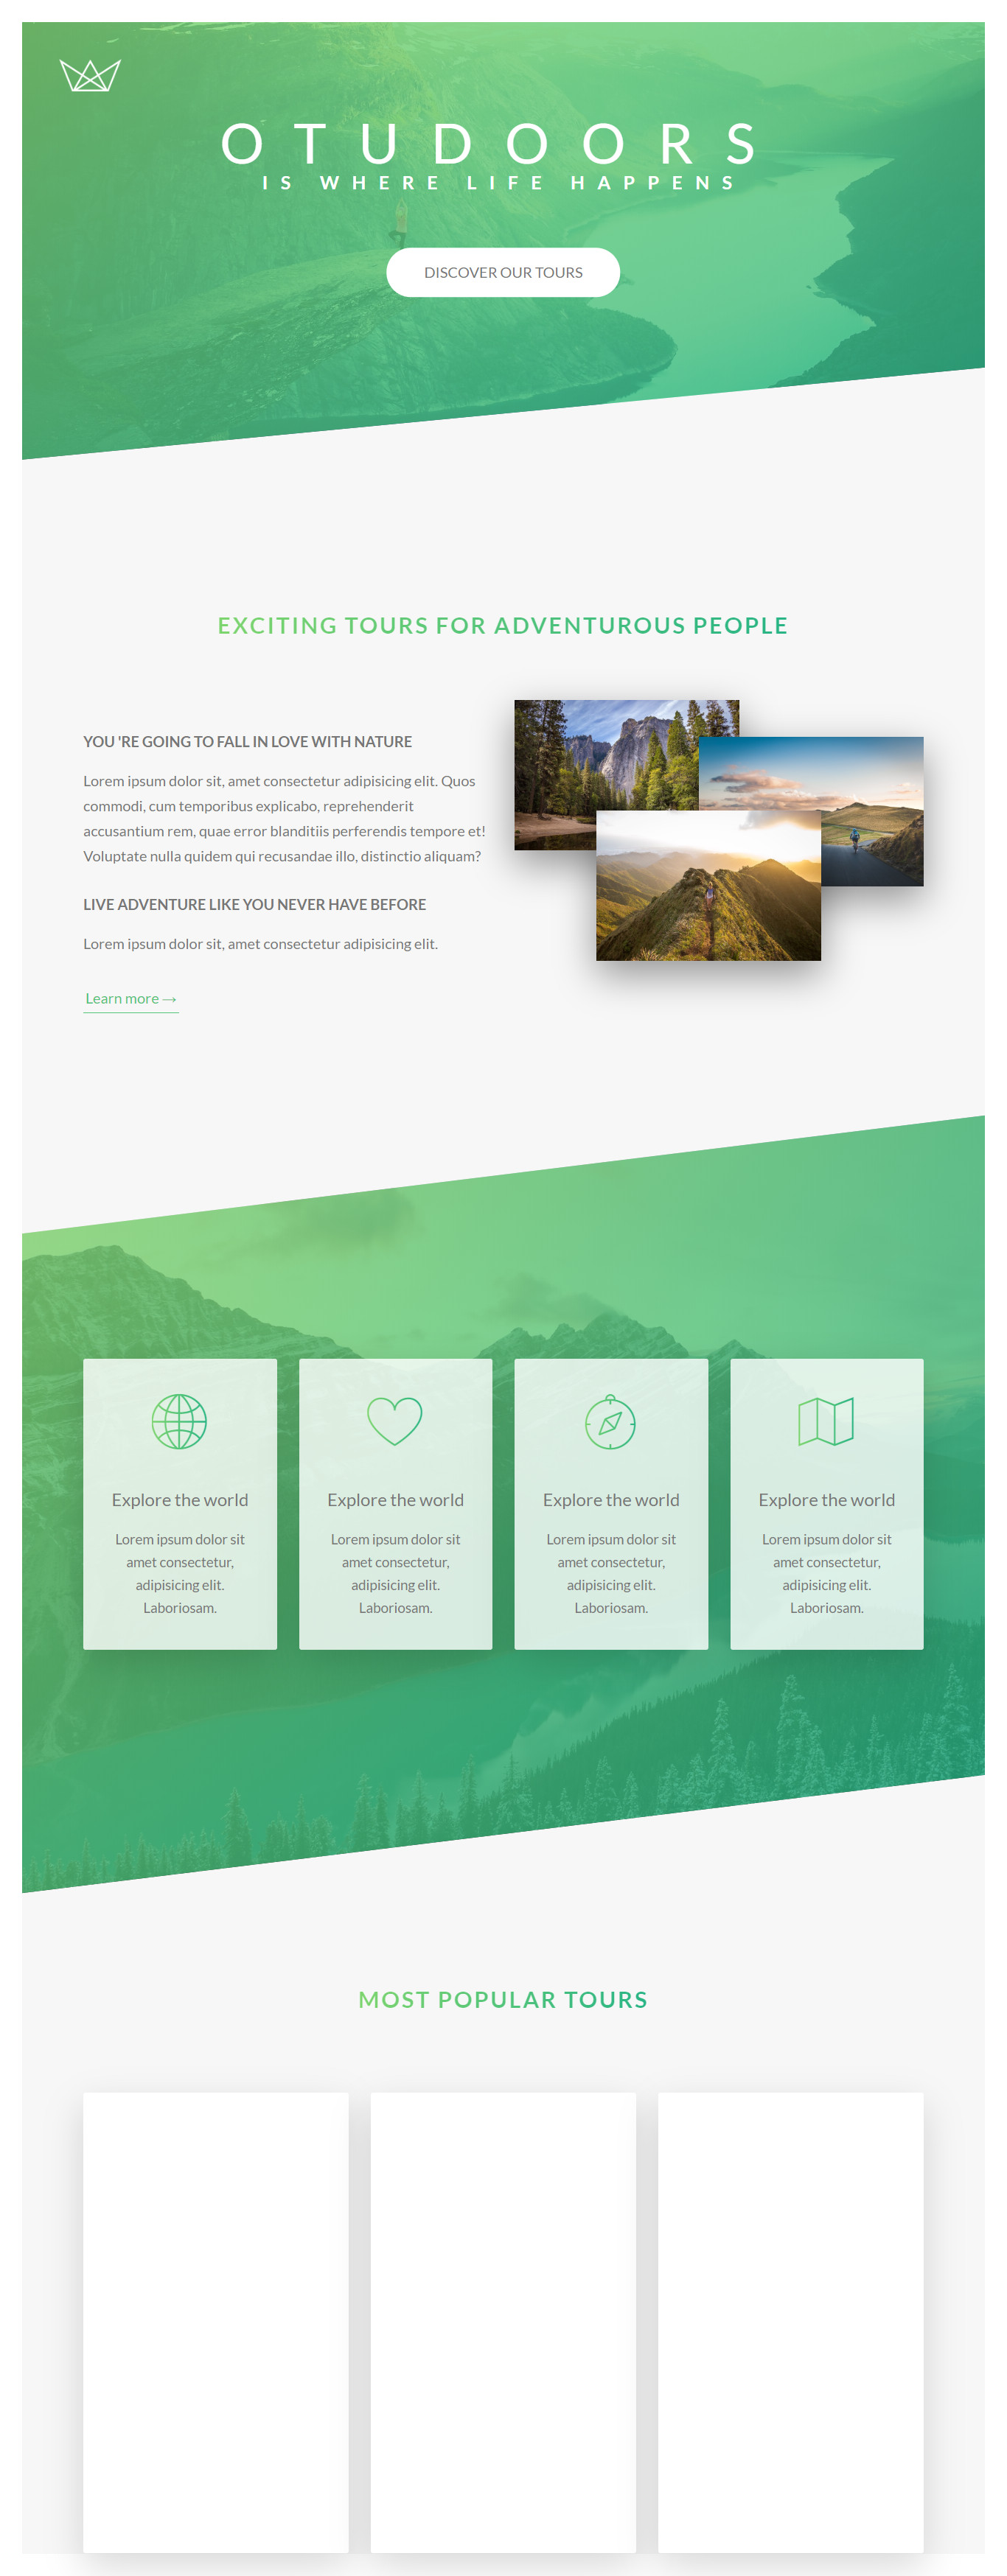 OTUDOORS
IS WHERE LIFE HAPPENS
DISCOVER OUR TOURS
EXCITING TOURS FOR ADVENTUROUS PEOPLE
YOU 'RE GOING TO FALL IN LOVE WITH NATURE
Lorem ipsum dolor sit, amet consectetur adipisicing elit. Quos
commodi, cum temporibus explicabo, reprehenderit
accusantium rem, quae error blanditiis perferendis tempore et!
Voluptate nulla quidem qui recusandae illo, distinctio aliquam?
LIVE ADVENTURE LIKE YOU NEVER HAVE BEFORE
Lorem ipsum dolor sit, amet consectetur adipisicing elit.
Learn more →
Explore the world
Lorem ipsum dolor sit
amet consectetur,
adipisicing elit.
Laboriosam.
Explore the world
Lorem ipsum dolor sit
amet consectetur,
adipisicing elit.
Laboriosam.
Explore the world
Lorem ipsum dolor sit
amet consectetur,
adipisicing elit.
Laboriosam.
Explore the world
Lorem ipsum dolor sit
amet consectetur,
adipisicing elit.
Laboriosam.
MOST POPULAR TOURS